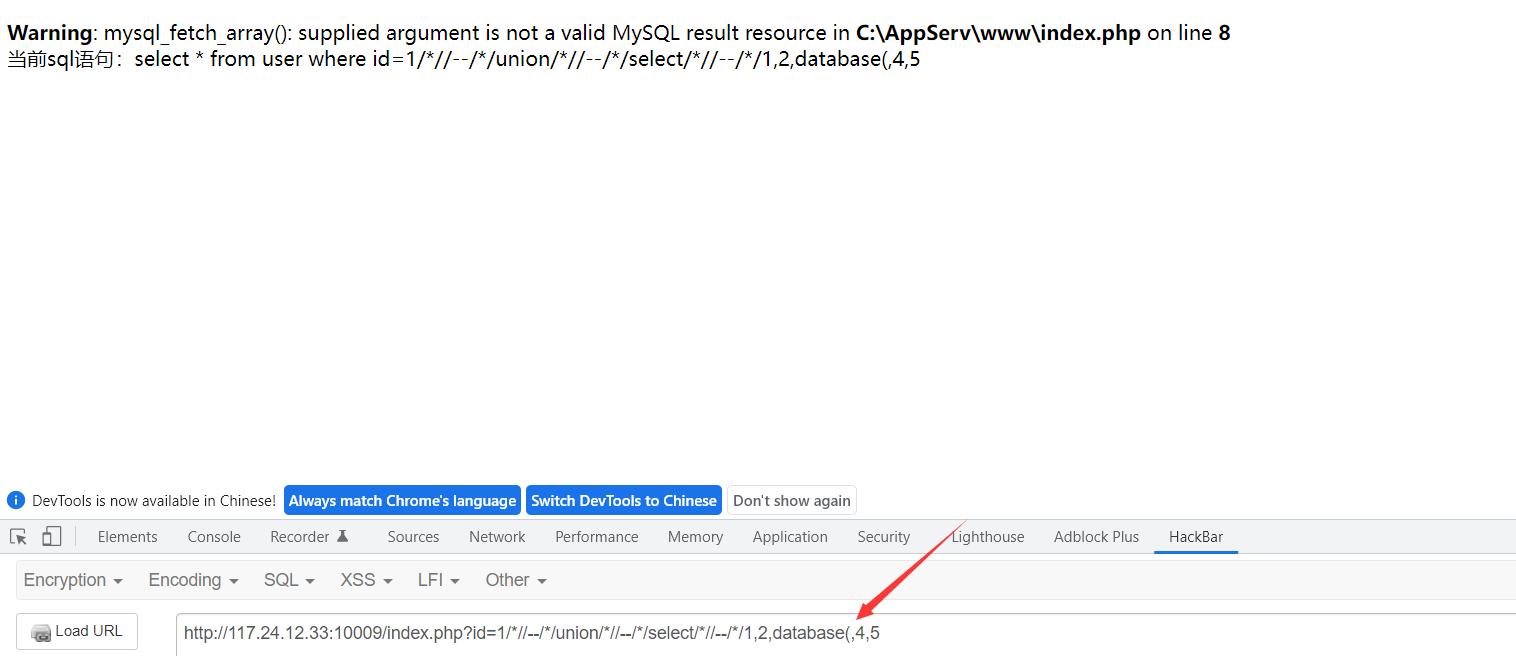 Warning: mysql_fetch_array(): supplied argument is not a valid MySQL result resource in C:\AppServ\www\index.php on line 8
当前sql语句：select * from user where id=1/*//--/*/union/*//--/*/select/*//--/*/1,2,database(,4,5
DevTools is now available in Chinese! Always match Chrome's language Switch DevTools to Chinese Don't show again
Elements Console Recorder Sources Network Performance Memory Application Security Lighthouse Adblock Plus HackBar
Encryption Encoding SQL XSS LFI Other
Load URL http://117.24.12.33:10009/index.php?id=1/*//--/*/union/*//--/*/select/*//--/*/1,2,database(,4,5